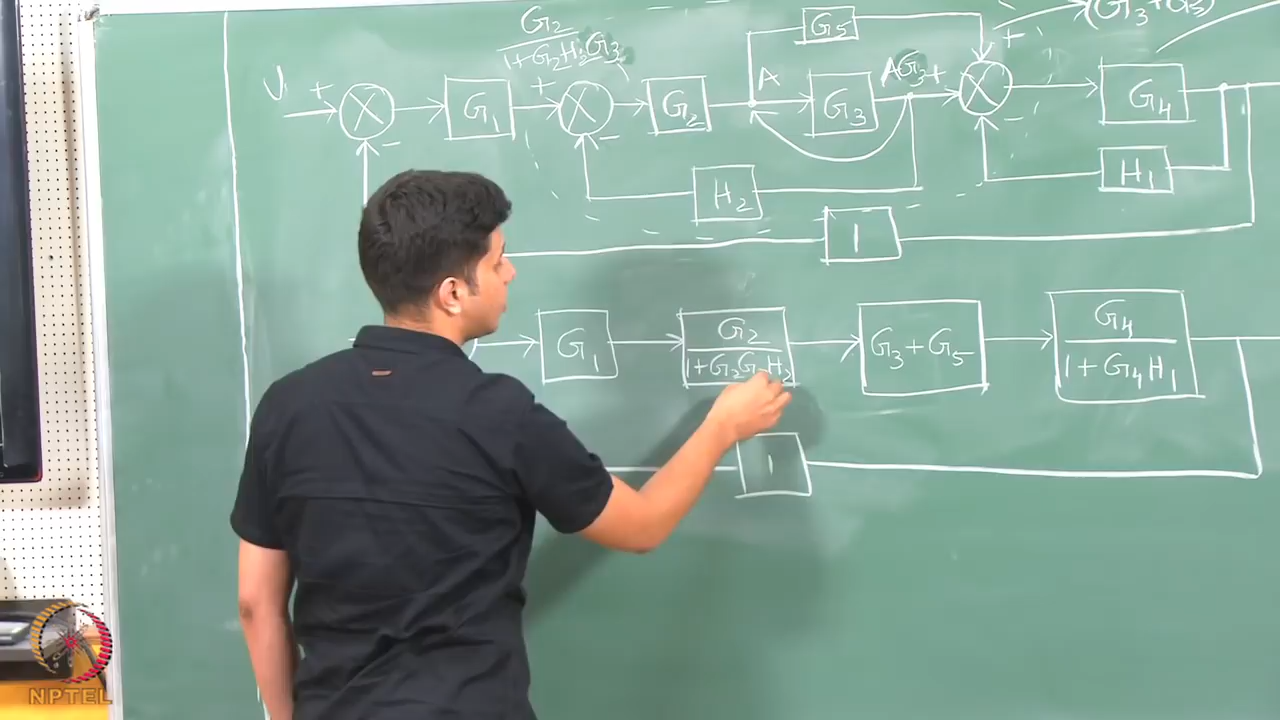 G₂
1+G₂H₂G₃
G₅
(G₃+G₅)
U
+
G₁
+
G₂
A
G₃
AG₃
+
+
G₄
−
−
−
H₂
H₁
1
G₁
G₂
1+G₂G₃H₂
G₃+G₅
G₄
1+G₄H₁
1
NPTEL